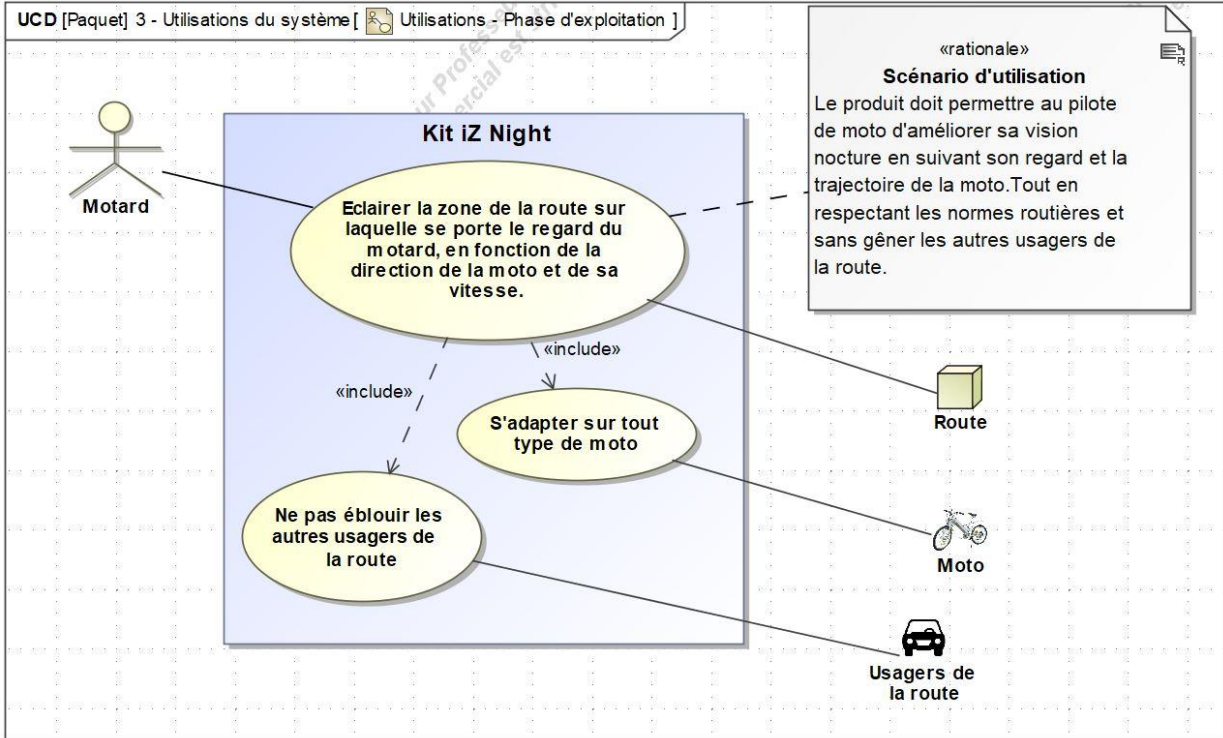 UCD [Paquet] 3 - Utilisations du système [ Utilisations - Phase d'exploitation ]
«rationale»
Scénario d'utilisation
Le produit doit permettre au pilote
de moto d'améliorer sa vision
nocture en suivant son regard et la
trajectoire de la moto.Tout en
respectant les normes routières et
sans gêner les autres usagers de
la route.
Kit iZ Night
Motard
Eclairer la zone de la route sur
laquelle se porte le regard du
motard, en fonction de la
direction de la moto et de sa
vitesse.
«include»
«include»
S'adapter sur tout
type de moto
Route
Ne pas éblouir les
autres usagers de
la route
Moto
Usagers de
la route